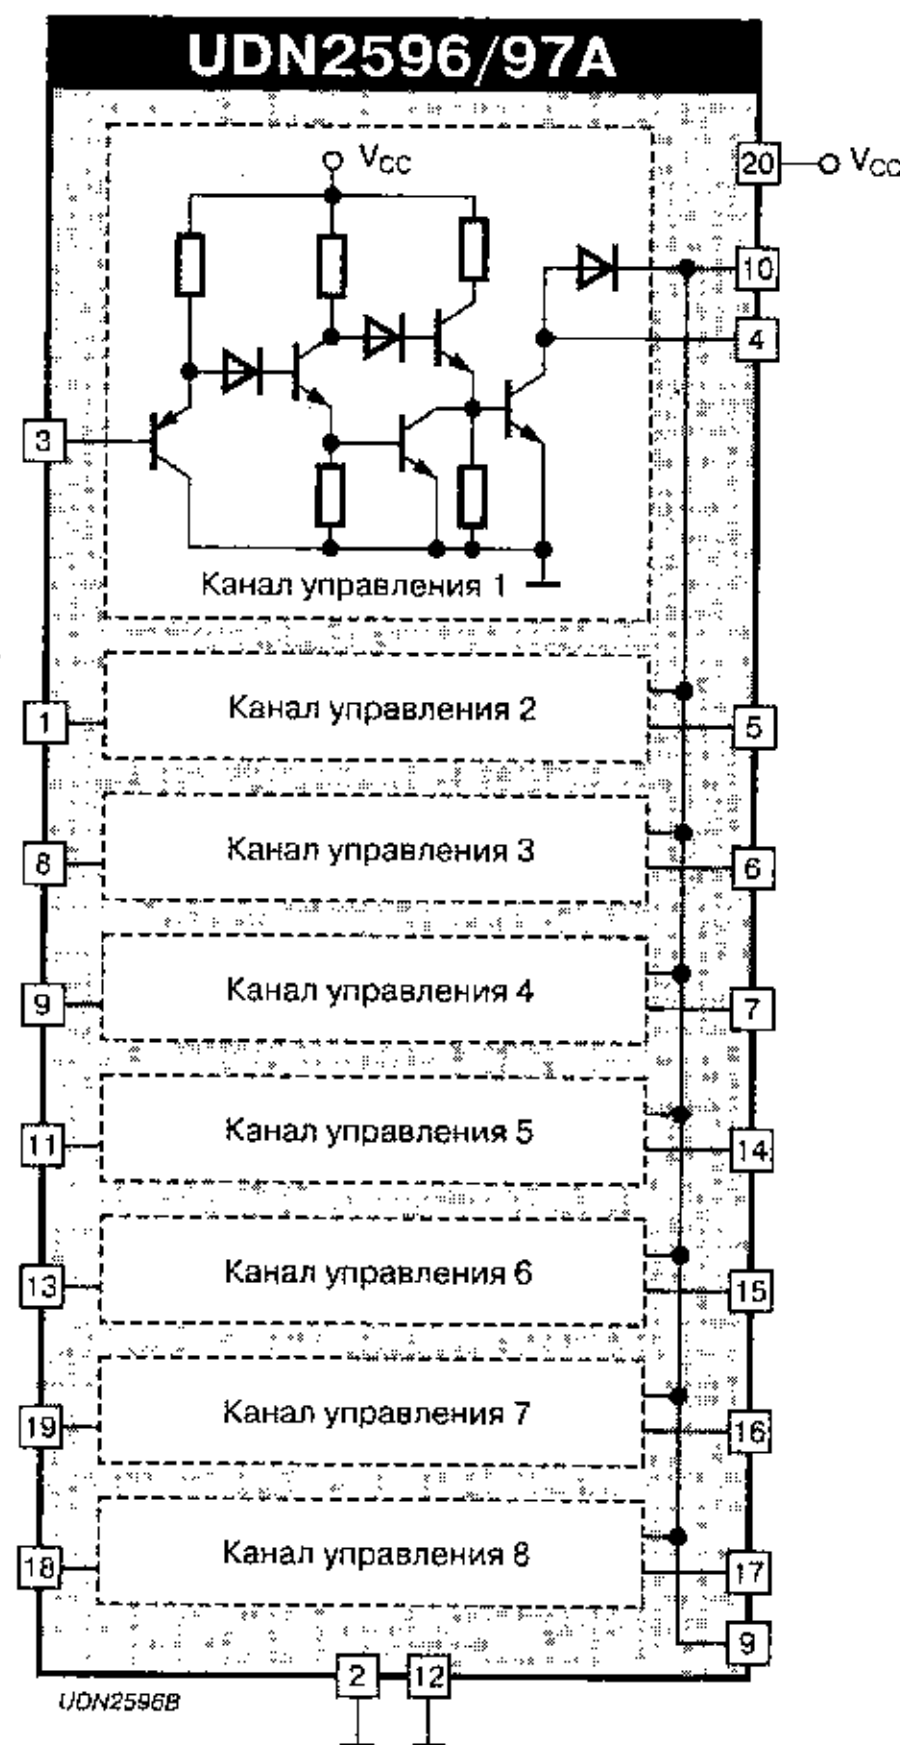 UDN2596/97A
VCC
20 VCC
10
4
3
Канал управления 1
1 Канал управления 2 5
8 Канал управления 3 6
9 Канал управления 4 7
11 Канал управления 5 14
13 Канал управления 6 15
19 Канал управления 7 16
18 Канал управления 8 17
9
2 12
UDN2596B